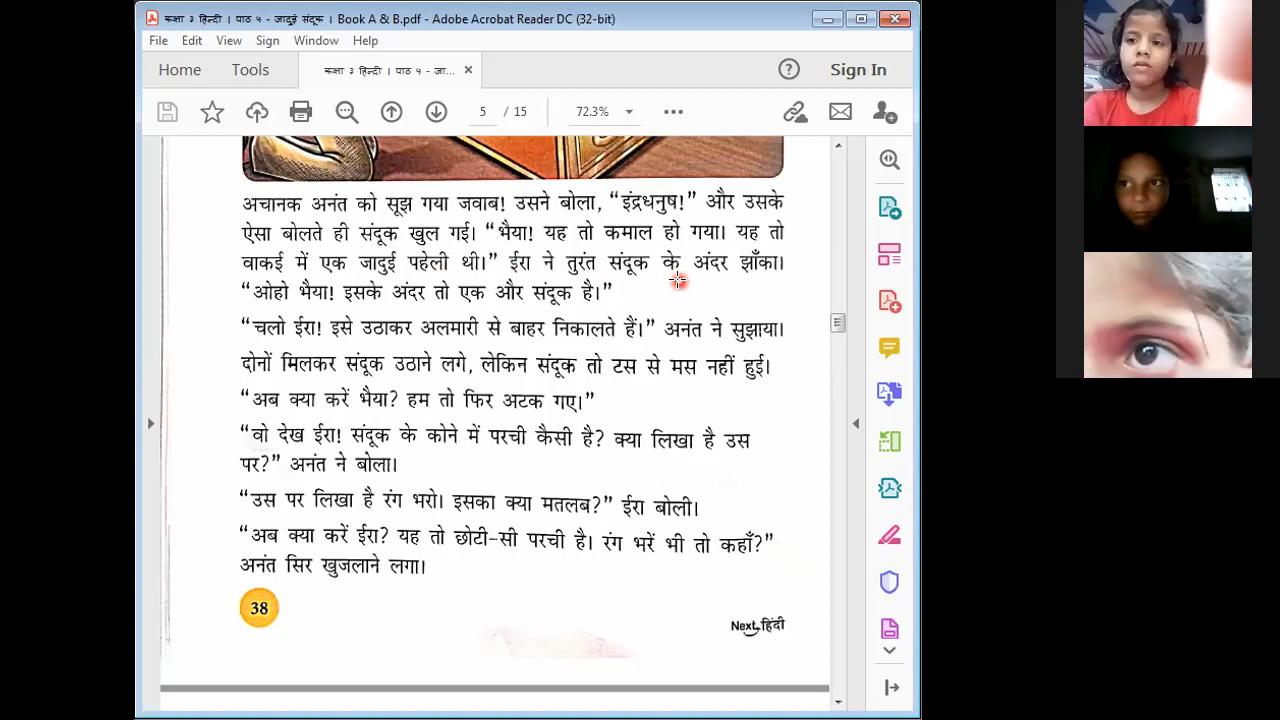 कक्षा ३ हिन्दी । पाठ ५ - जादुई संदूक । Book A & B.pdf - Adobe Acrobat Reader DC (32-bit)
File Edit View Sign Window Help
Home Tools कक्षा ३ हिन्दी । पाठ ५ - जा... Sign In
5 / 15 72.3%
अचानक अनंत को सूझ गया जवाब! उसने बोला, “इंद्रधनुष!” और उसके
ऐसा बोलते ही संदूक खुल गई। “भैया! यह तो कमाल हो गया। यह तो
वाकई में एक जादुई पहेली थी।” ईरा ने तुरंत संदूक के अंदर झाँका।
“ओहो भैया! इसके अंदर तो एक और संदूक है।”
“चलो ईरा! इसे उठाकर अलमारी से बाहर निकालते हैं।” अनंत ने सुझाया।
दोनों मिलकर संदूक उठाने लगे, लेकिन संदूक तो टस से मस नहीं हुई।
“अब क्या करें भैया? हम तो फिर अटक गए।”
“वो देख ईरा! संदूक के कोने में परची कैसी है? क्या लिखा है उस
पर?” अनंत ने बोला।
“उस पर लिखा है रंग भरो। इसका क्या मतलब?” ईरा बोली।
“अब क्या करें ईरा? यह तो छोटी-सी परची है। रंग भरें भी तो कहाँ?”
अनंत सिर खुजलाने लगा।
38
Next हिंदी